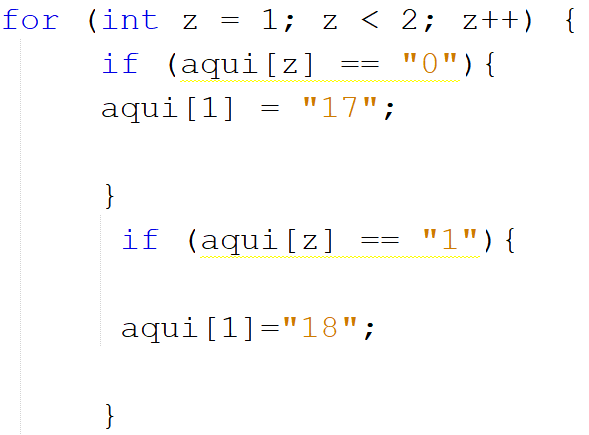 for (int z = 1; z < 2; z++) {
if (aqui[z] == "0"){
aqui[1] = "17";
}
if (aqui[z] == "1"){
aqui[1]="18";
}